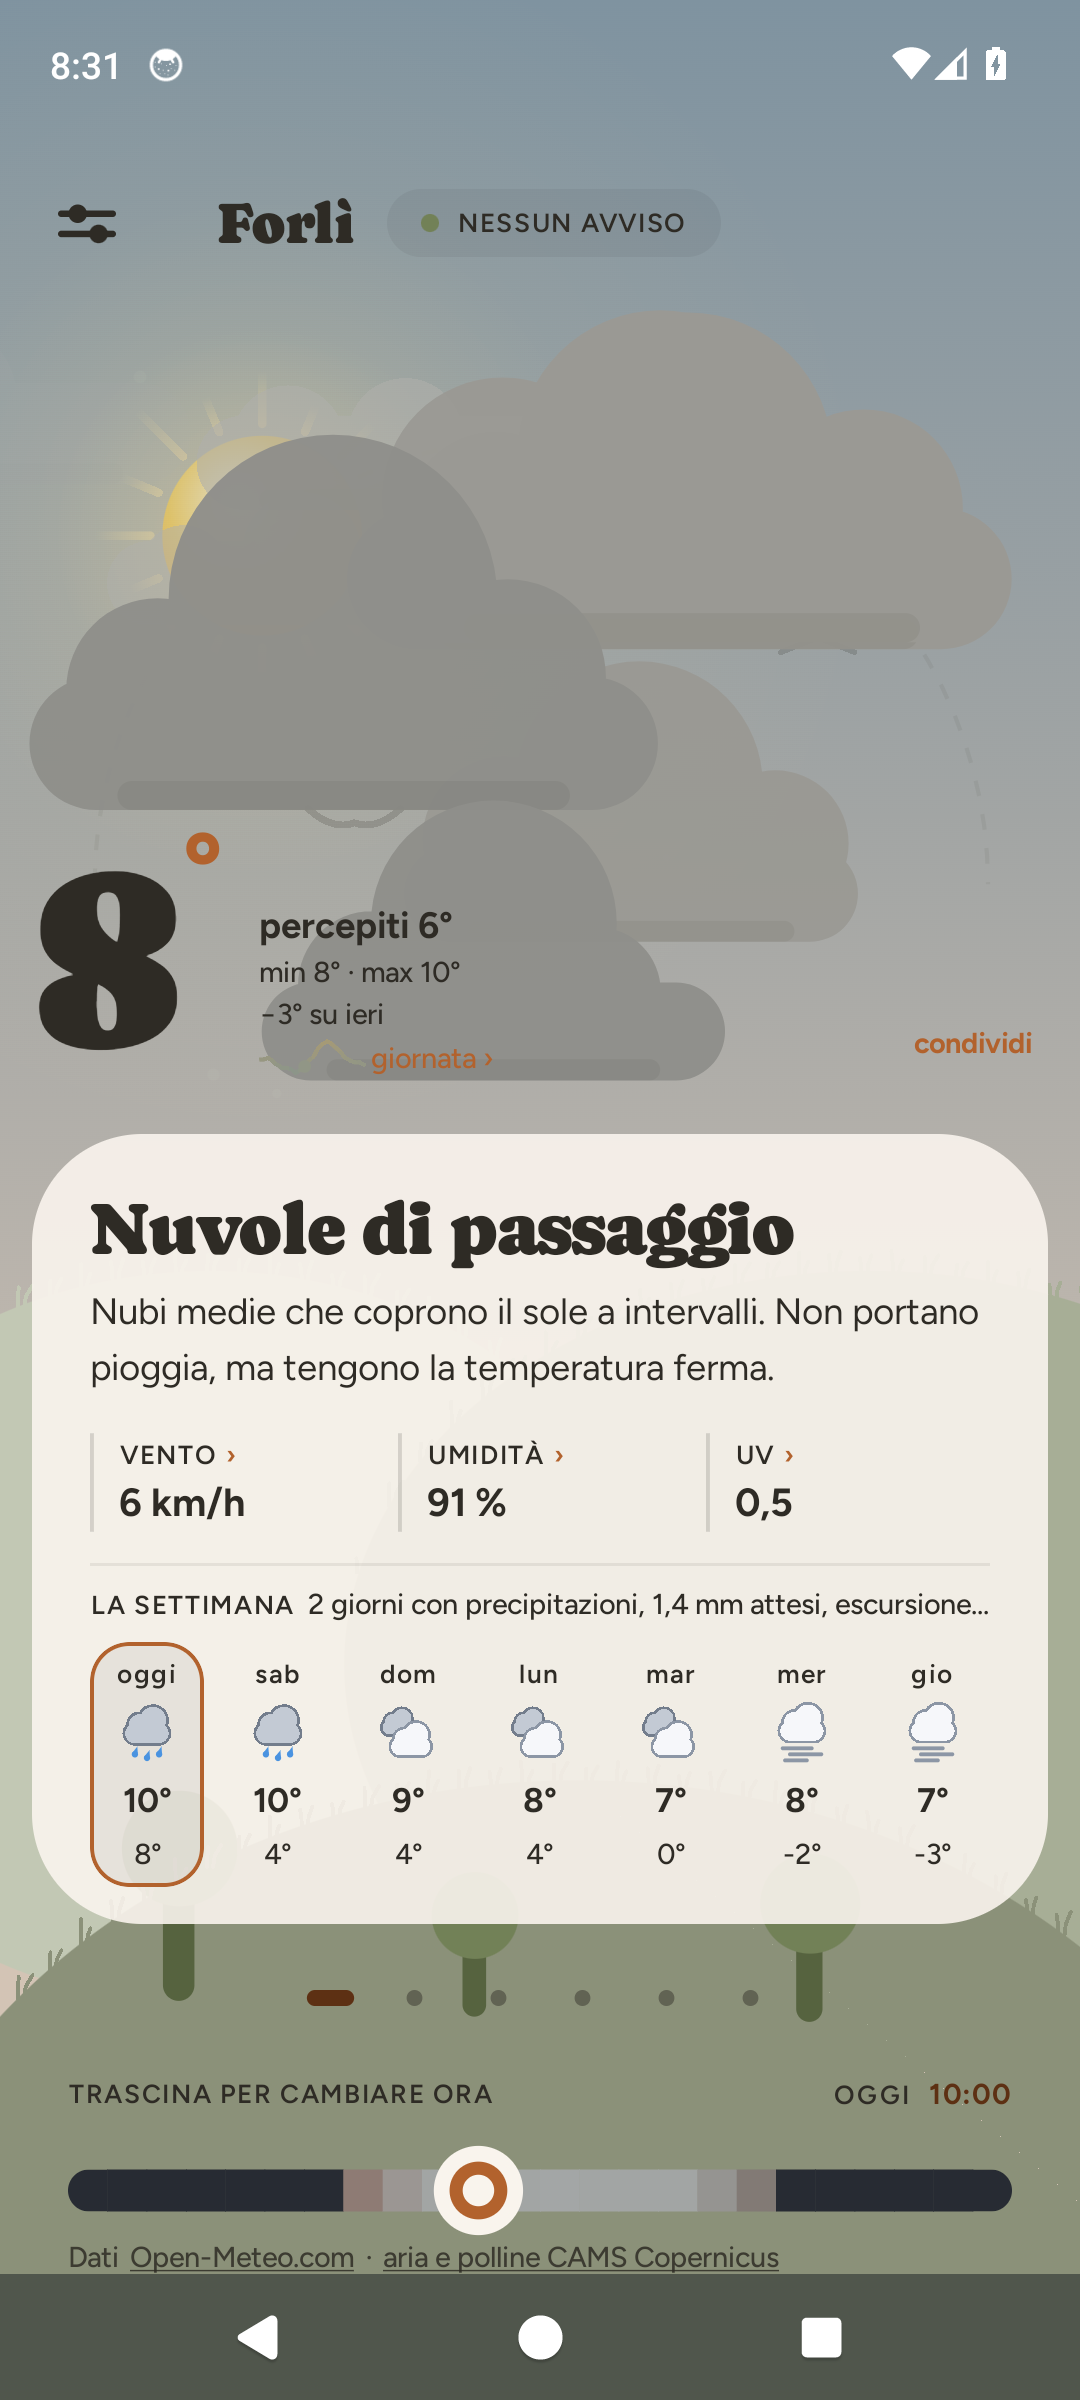 8:31
Forlì NESSUN AVVISO
8°
percepiti 6°
min 8° · max 10°
−3° su ieri
giornata ›
condividi
Nuvole di passaggio
Nubi medie che coprono il sole a intervalli. Non portano
pioggia, ma tengono la temperatura ferma.
VENTO › UMIDITÀ › UV ›
6 km/h 91 % 0,5
LA SETTIMANA 2 giorni con precipitazioni, 1,4 mm attesi, escursione...
oggi sab dom lun mar mer gio
10° 10° 9° 8° 7° 8° 7°
8° 4° 4° 4° 0° -2° -3°
TRASCINA PER CAMBIARE ORA OGGI 10:00
Dati Open-Meteo.com · aria e polline CAMS Copernicus